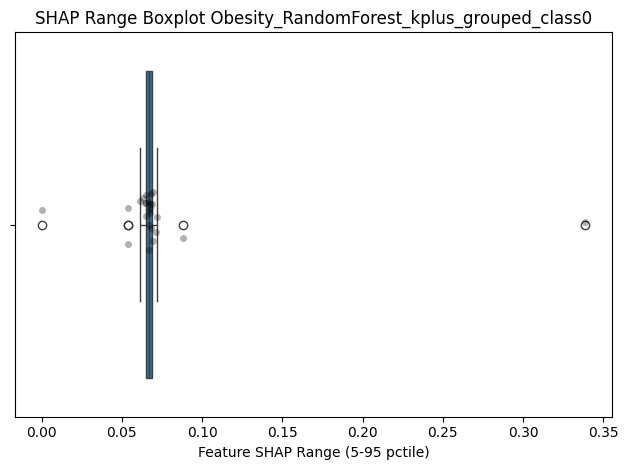 SHAP Range Boxplot Obesity_RandomForest_kplus_grouped_class0
0.00 0.05 0.10 0.15 0.20 0.25 0.30 0.35
Feature SHAP Range (5-95 pctile)